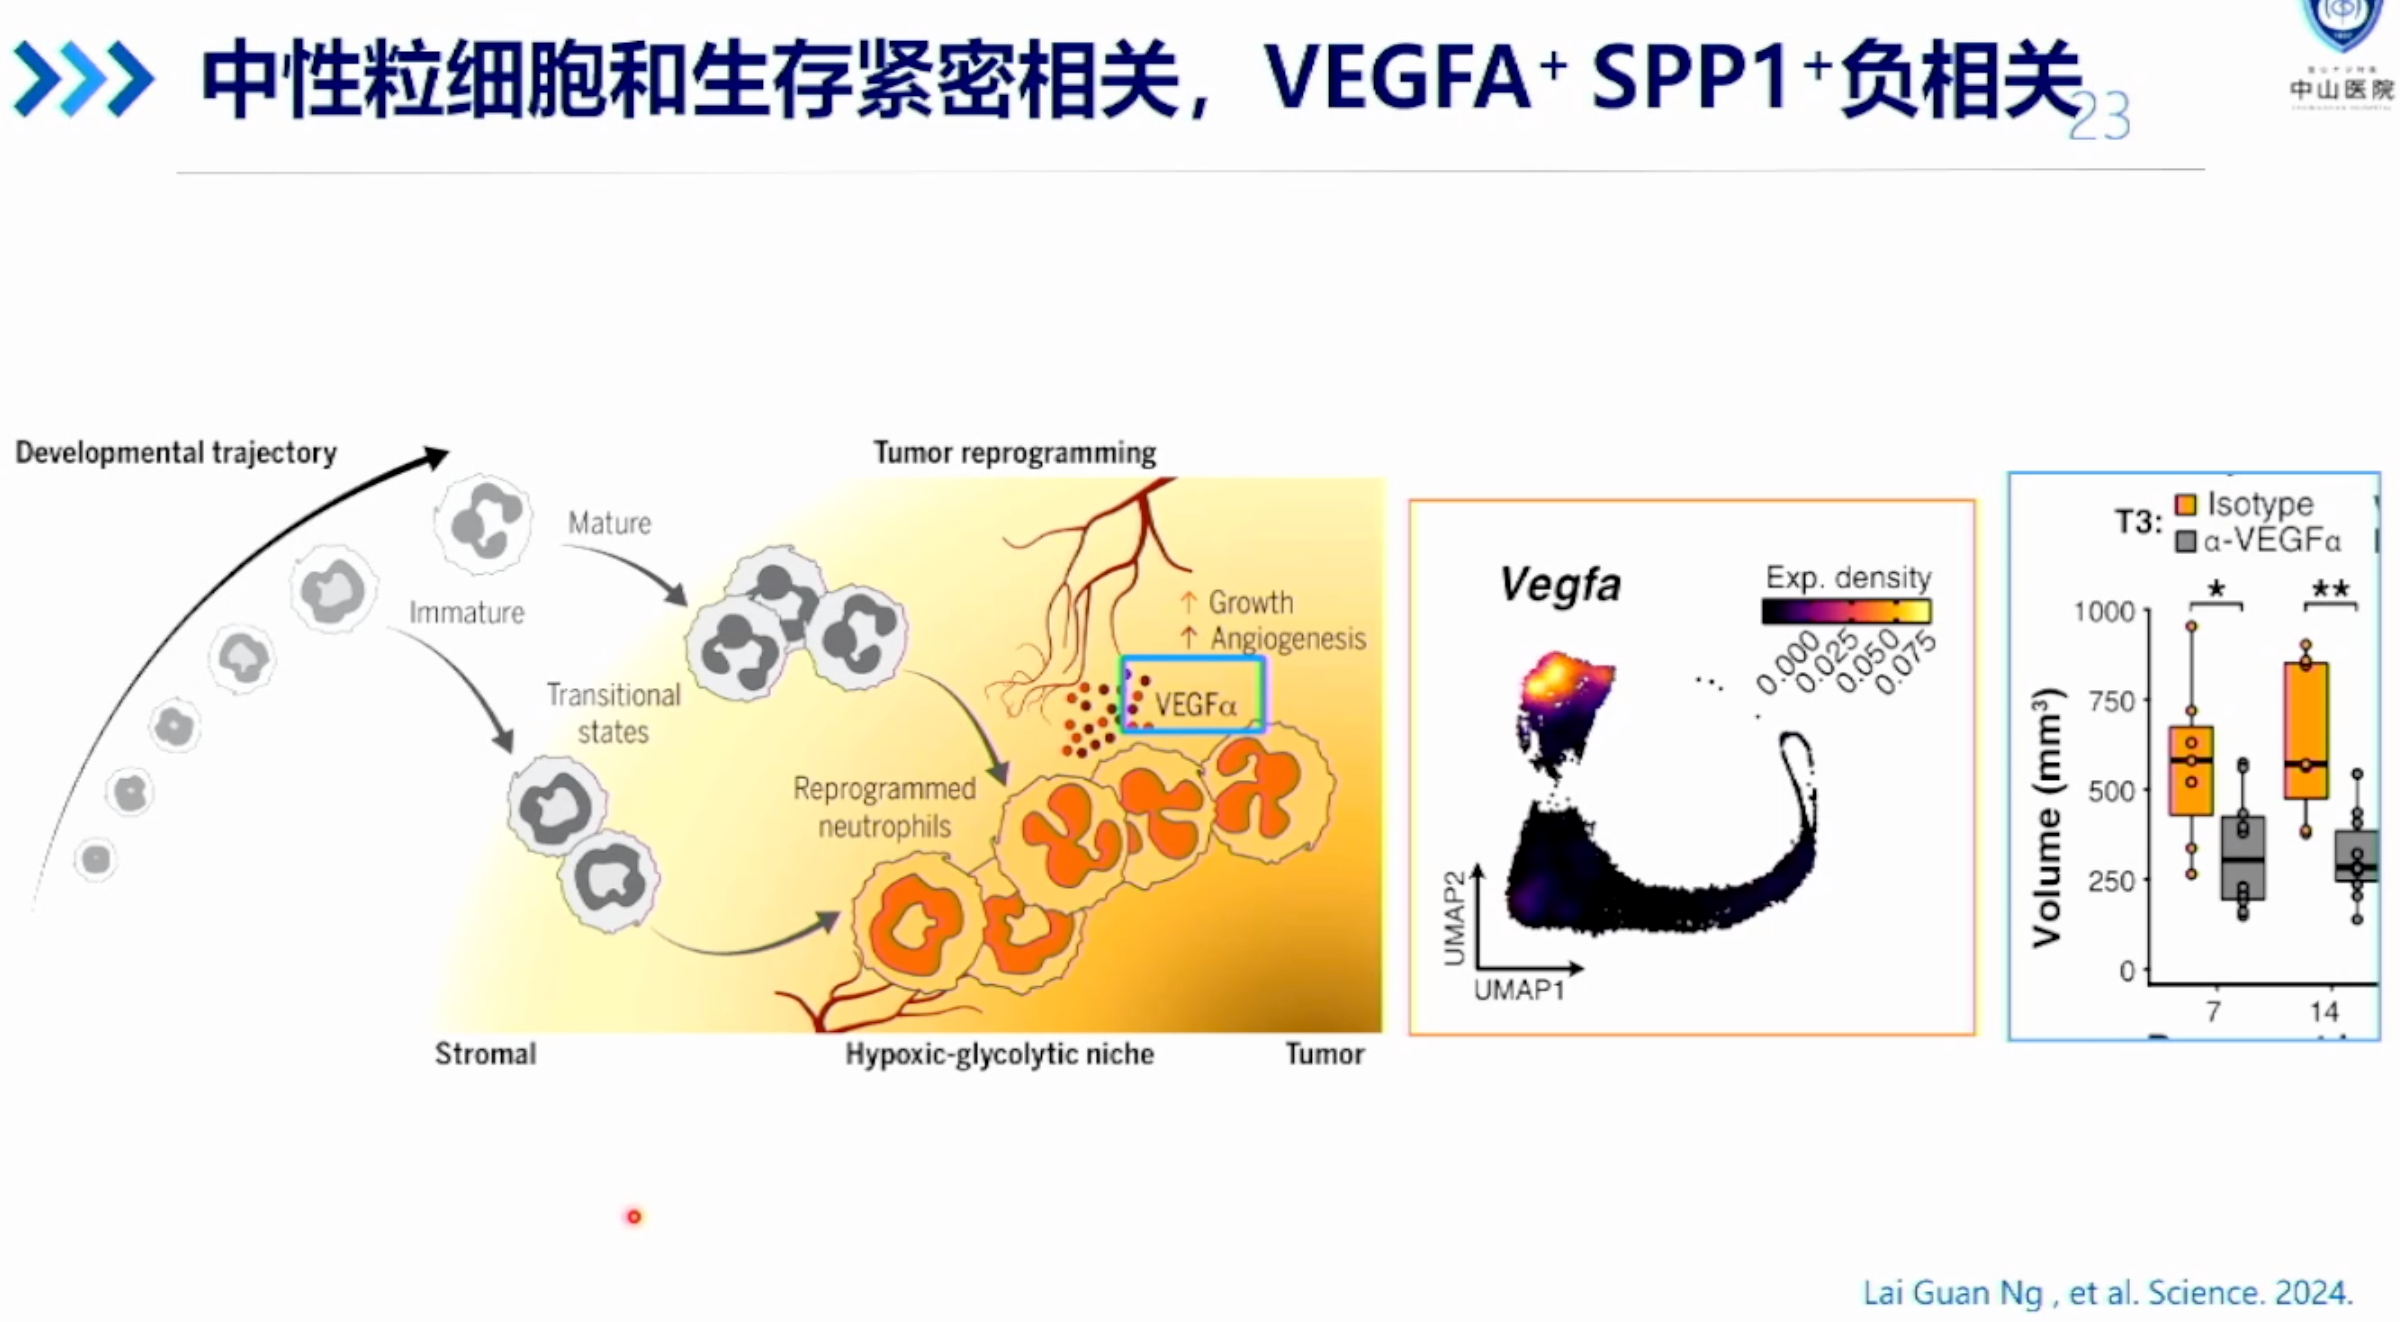 中性粒细胞和生存紧密相关，VEGFA⁺ SPP1⁺负相关
23
中山医院
Developmental trajectory
Mature
Immature
Transitional
states
Tumor reprogramming
↑ Growth
↑ Angiogenesis
VEGFα
Reprogrammed
neutrophils
Stromal
Hypoxic-glycolytic niche
Tumor
Vegfa
Exp. density
0.000
0.025
0.050
0.075
UMAP2
UMAP1
T3:
Isotype
α-VEGFα
*
**
Volume (mm³)
1000
750
500
250
0
7
14
Lai Guan Ng , et al. Science. 2024.